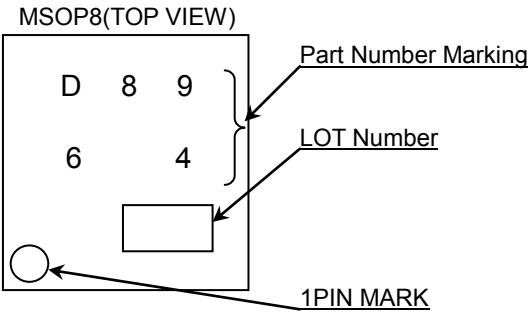 MSOP8(TOP VIEW)
Part Number Marking
D 8 9
LOT Number
6 4
1PIN MARK